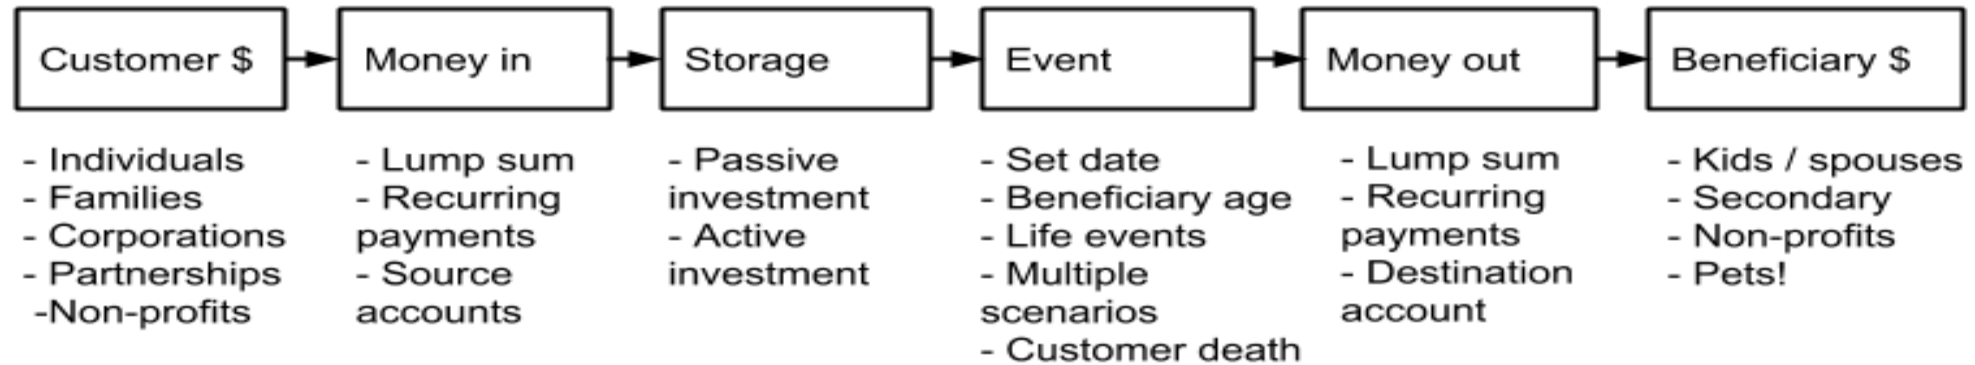 Customer $
Money in
Storage
Event
Money out
Beneficiary $
- Individuals
- Families
- Corporations
- Partnerships
-Non-profits
- Lump sum
- Recurring
payments
- Source
accounts
- Passive
investment
- Active
investment
- Set date
- Beneficiary age
- Life events
- Multiple
scenarios
- Customer death
- Lump sum
- Recurring
payments
- Destination
account
- Kids / spouses
- Secondary
- Non-profits
- Pets!